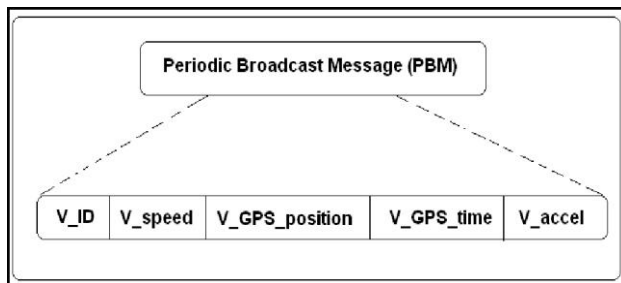 Periodic Broadcast Message (PBM)
V_ID V_speed V_GPS_position V_GPS_time V_accel